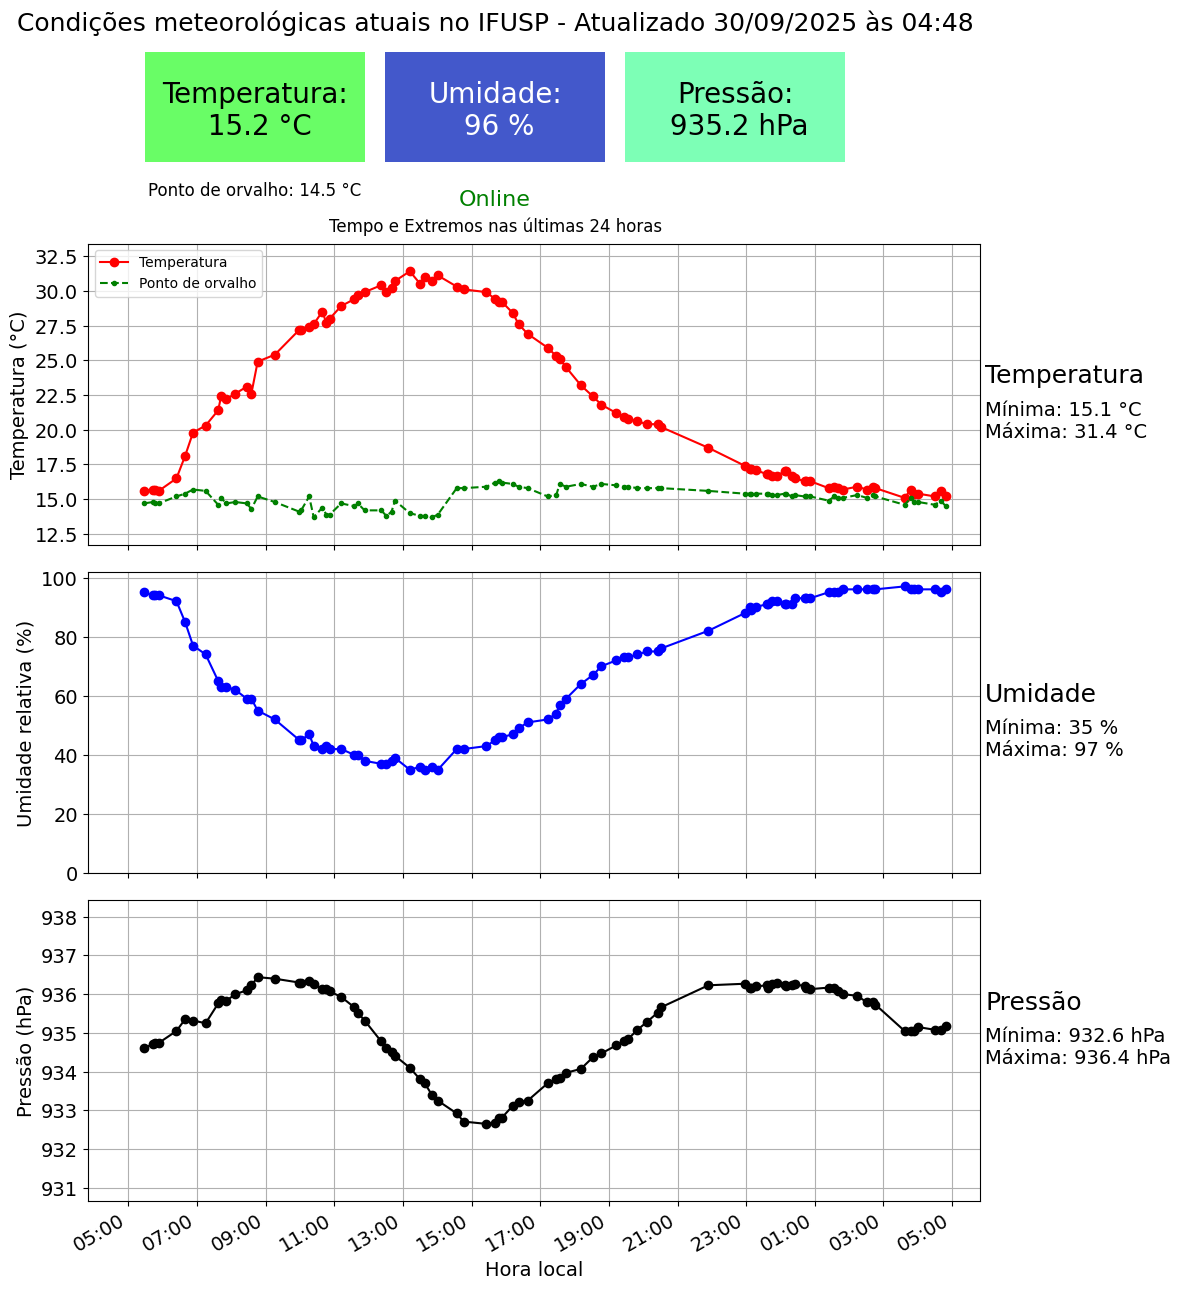 Condições meteorológicas atuais no IFUSP - Atualizado 30/09/2025 às 04:48
Temperatura:
15.2 °C
Umidade:
96 %
Pressão:
935.2 hPa
Ponto de orvalho: 14.5 °C
Online
Tempo e Extremos nas últimas 24 horas
Temperatura (°C)
32.5
30.0
27.5
25.0
22.5
20.0
17.5
15.0
12.5
Temperatura
Ponto de orvalho
Temperatura
Mínima: 15.1 °C
Máxima: 31.4 °C
Umidade relativa (%)
100
80
60
40
20
0
Umidade
Mínima: 35 %
Máxima: 97 %
Pressão (hPa)
938
937
936
935
934
933
932
931
Pressão
Mínima: 932.6 hPa
Máxima: 936.4 hPa
05:00
07:00
09:00
11:00
13:00
15:00
17:00
19:00
21:00
23:00
01:00
03:00
05:00
Hora local